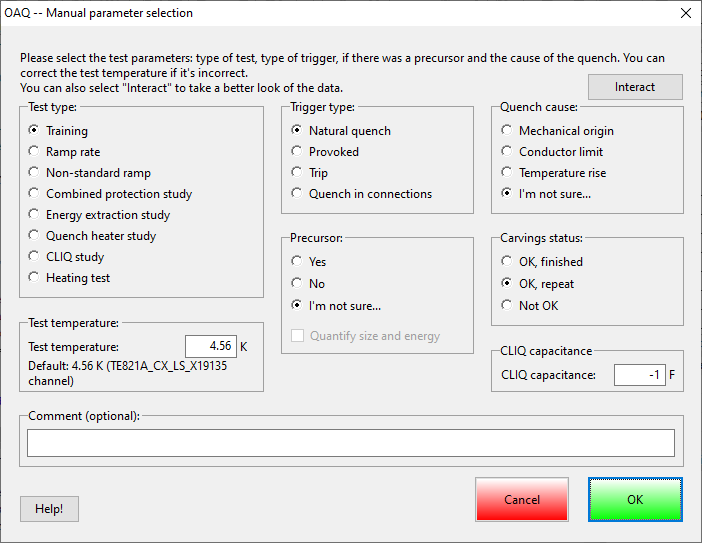 OAQ -- Manual parameter selection
Please select the test parameters: type of test, type of trigger, if there was a precursor and the cause of the quench. You can
correct the test temperature if it's incorrect.
You can also select "Interact" to take a better look of the data.
Interact
Test type:
Training
Ramp rate
Non-standard ramp
Combined protection study
Energy extraction study
Quench heater study
CLIQ study
Heating test
Trigger type:
Natural quench
Provoked
Trip
Quench in connections
Quench cause:
Mechanical origin
Conductor limit
Temperature rise
I'm not sure...
Precursor:
Yes
No
I'm not sure...
Quantify size and energy
Carvings status:
OK, finished
OK, repeat
Not OK
Test temperature:
Test temperature: 4.56 K
Default: 4.56 K (TE821A_CX_LS_X19135
channel)
CLIQ capacitance
CLIQ capacitance: -1 F
Comment (optional):
Help!
Cancel
OK